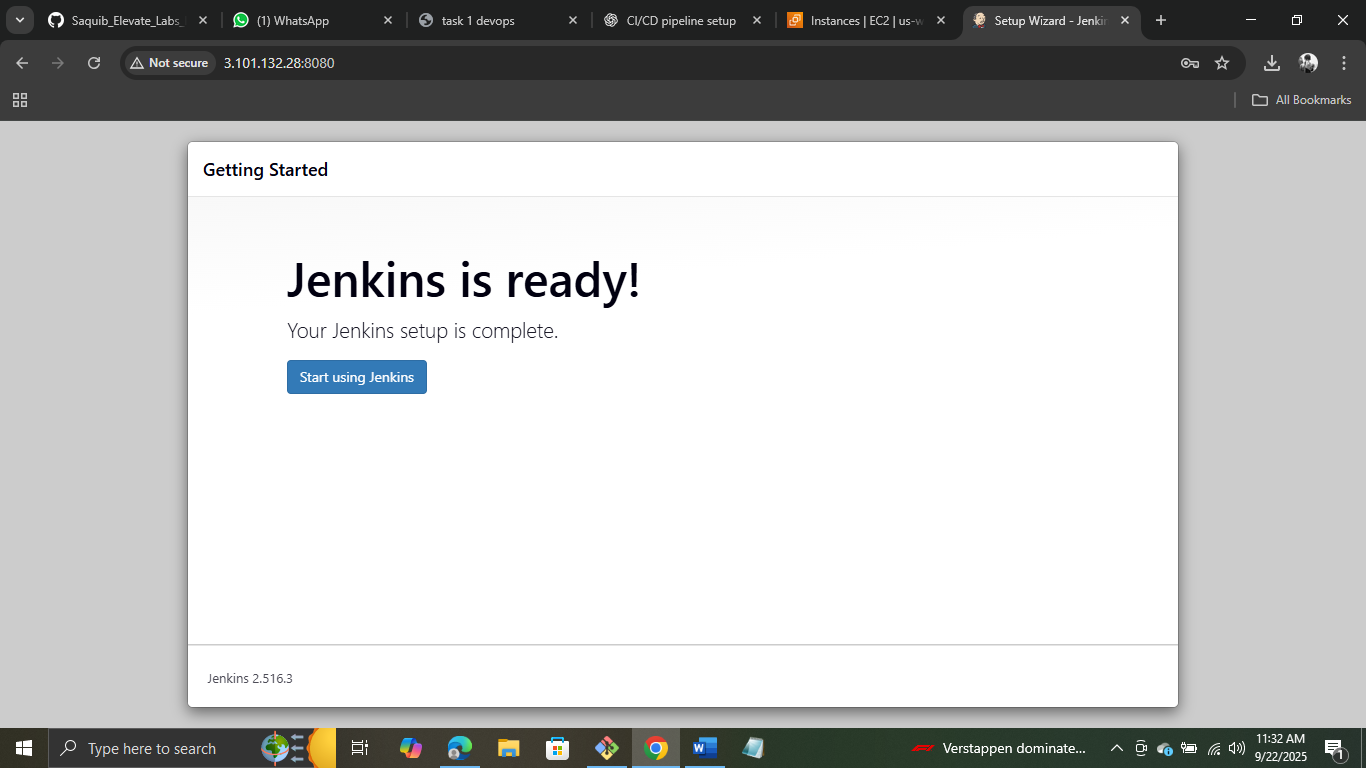 Saquib_Elevate_Labs_
(1) WhatsApp
task 1 devops
CI/CD pipeline setup
Instances | EC2 | us-w
Setup Wizard - Jenkin
Not secure
3.101.132.28:8080
All Bookmarks
Getting Started
Jenkins is ready!
Your Jenkins setup is complete.
Start using Jenkins
Jenkins 2.516.3
Type here to search
Verstappen dominate...
11:32 AM
9/22/2025
1